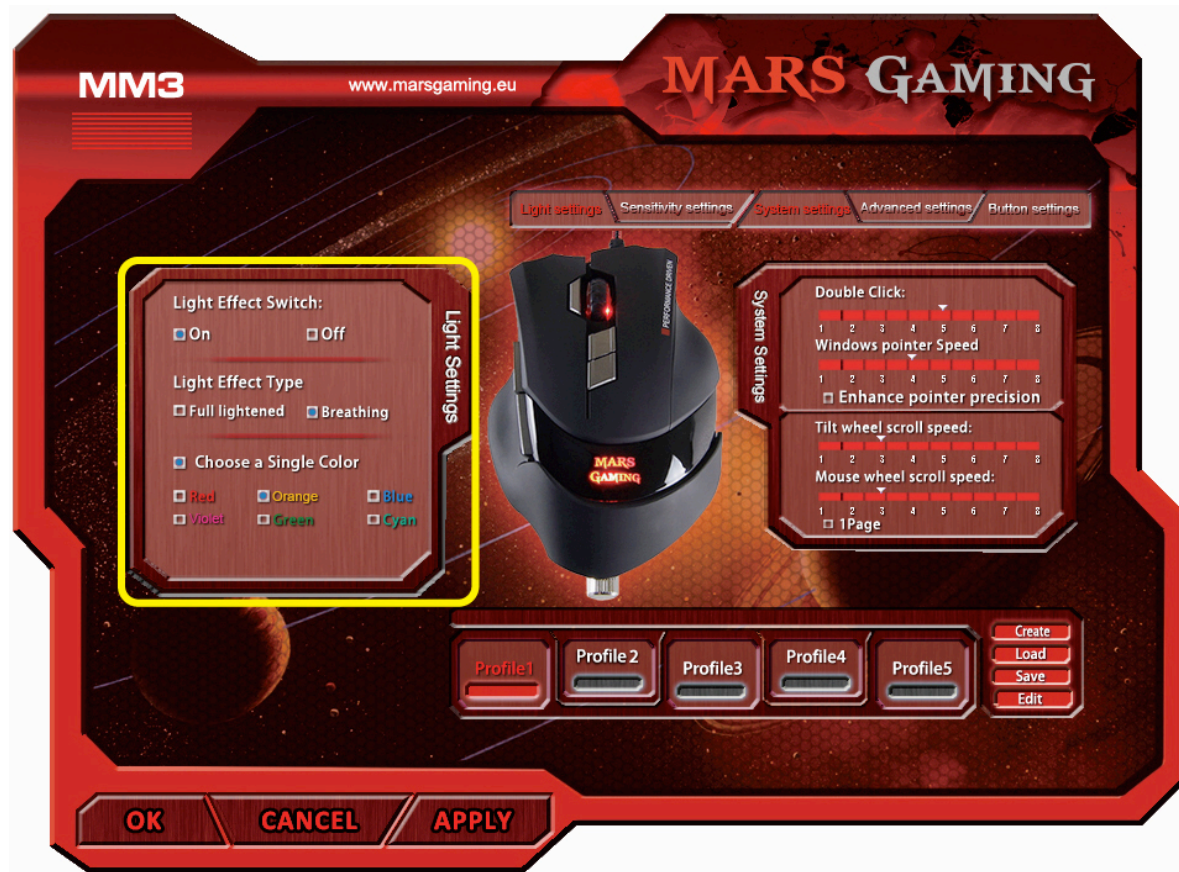 MM3
www.marsgaming.eu
MARS GAMING
Light settings
Sensitivity settings
System settings
Advanced settings
Button settings
Light Settings
Light Effect Switch:
On Off
Light Effect Type
Full lightened Breathing
Choose a Single Color
Red Orange Blue
Violet Green Cyan
PERFORMANCE DRIVEN
MARS
GAMING
System Settings
Double Click:
1 2 3 4 5 6 7 8
Windows pointer Speed
1 2 3 4 5 6 7 8
Enhance pointer precision
Tilt wheel scroll speed:
1 2 3 4 5 6 7 8
Mouse wheel scroll speed:
1 2 3 4 5 6 7 8
1Page
Profile1
Profile 2
Profile3
Profile4
Profile5
Create
Load
Save
Edit
OK
CANCEL
APPLY